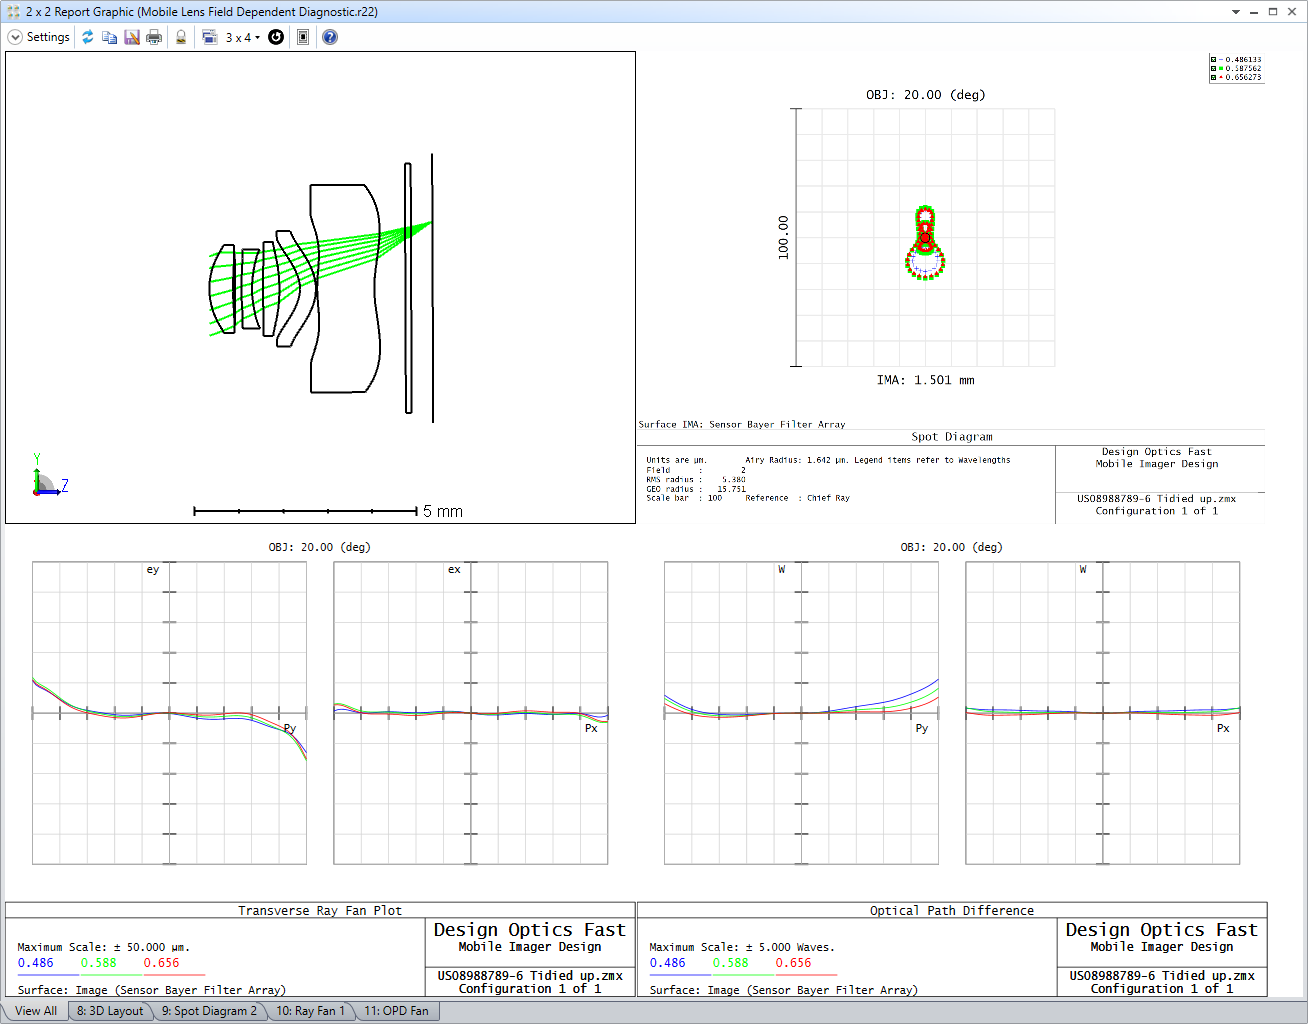 2 x 2 Report Graphic (Mobile Lens Field Dependent Diagnostic.r22)
Settings
3 x 4
Y
Z
5 mm
0.486133
0.587562
0.656273
OBJ: 20.00 (deg)
100.00
IMA: 1.501 mm
Surface IMA: Sensor Bayer Filter Array
Spot Diagram
Units are µm. Airy Radius: 1.642 µm. Legend items refer to Wavelengths
Field : 2
RMS radius : 5.380
GEO radius : 15.751
Scale bar : 100 Reference : Chief Ray
Design Optics Fast
Mobile Imager Design
US08988789-6 Tidied up.zmx
Configuration 1 of 1
OBJ: 20.00 (deg)
ey
Py
ex
Px
Transverse Ray Fan Plot
Maximum Scale: ± 50.000 µm.
0.486 0.588 0.656
Surface: Image (Sensor Bayer Filter Array)
Design Optics Fast
Mobile Imager Design
US08988789-6 Tidied up.zmx
Configuration 1 of 1
OBJ: 20.00 (deg)
W
Py
W
Px
Optical Path Difference
Maximum Scale: ± 5.000 Waves.
0.486 0.588 0.656
Surface: Image (Sensor Bayer Filter Array)
Design Optics Fast
Mobile Imager Design
US08988789-6 Tidied up.zmx
Configuration 1 of 1
View All
8: 3D Layout
9: Spot Diagram 2
10: Ray Fan 1
11: OPD Fan